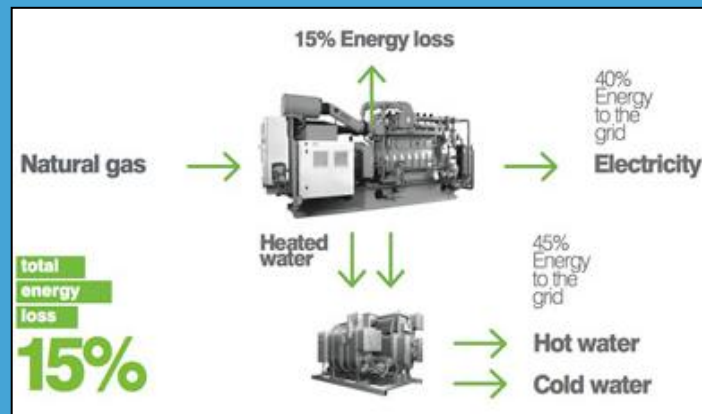 15% Energy loss
40%
Energy
to the
grid
Natural gas
Electricity
Heated
water
45%
Energy
to the
grid
total
energy
loss
15%
Hot water
Cold water